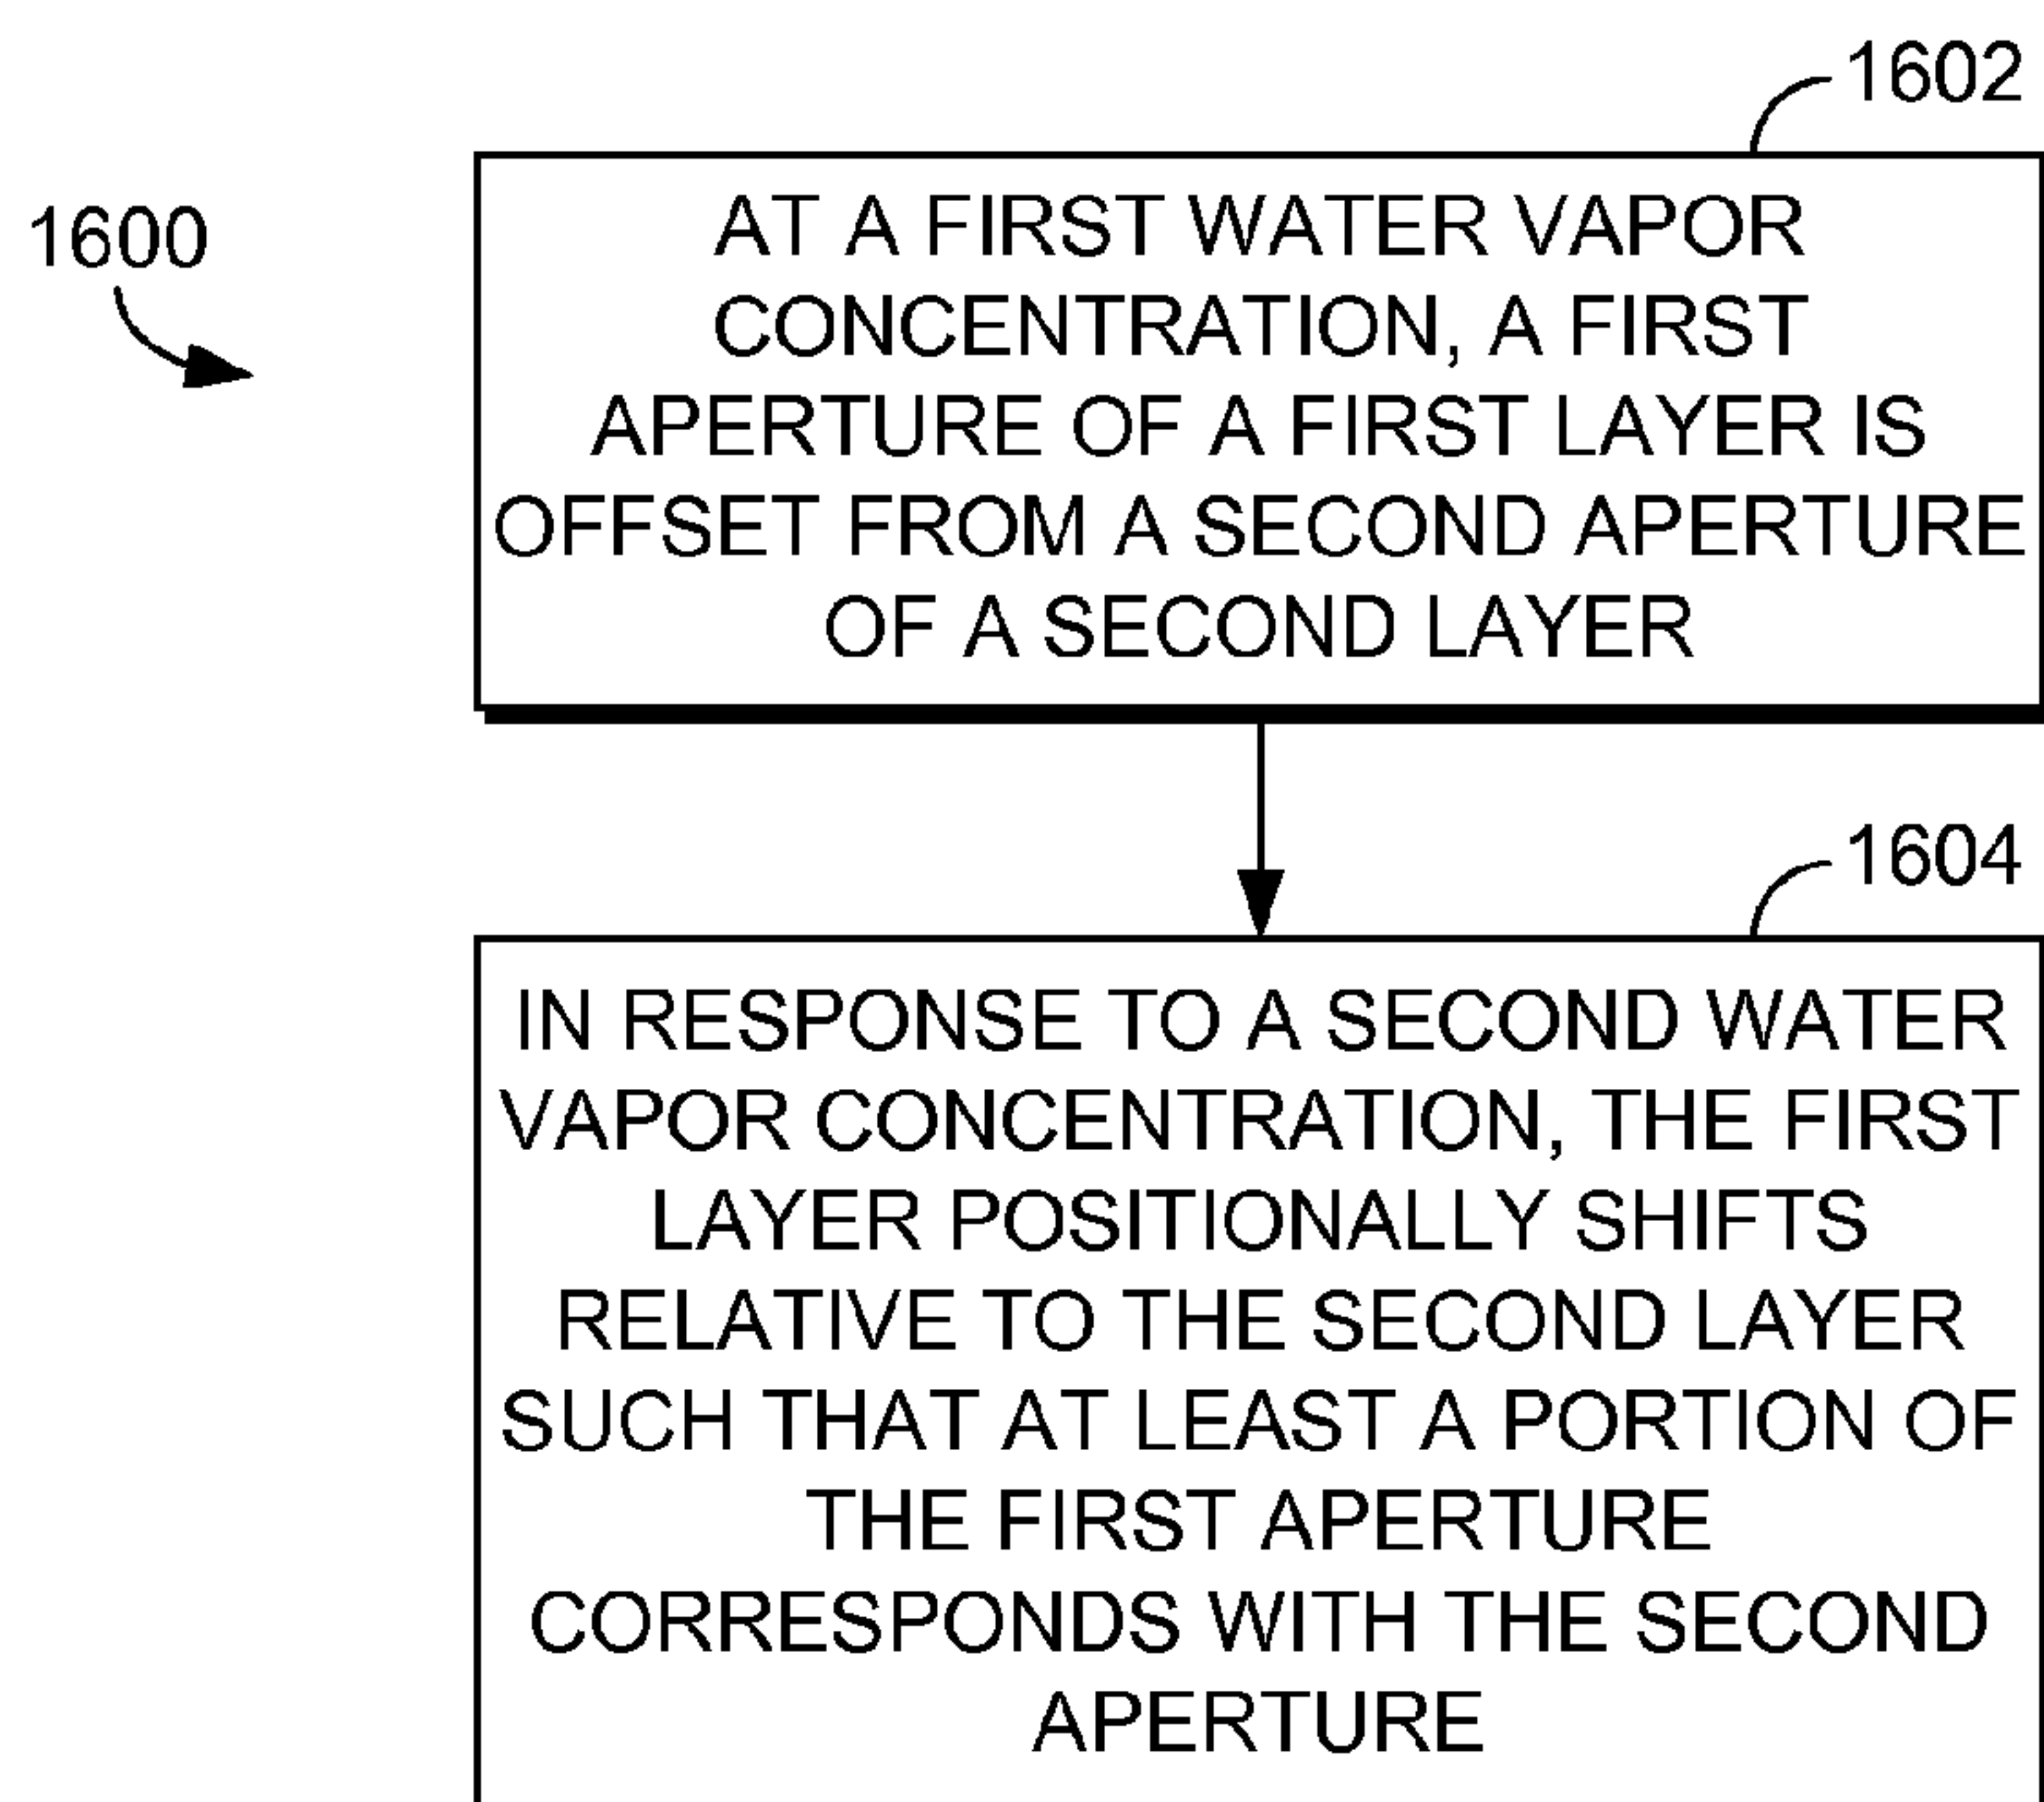 1600
1602
AT A FIRST WATER VAPOR
CONCENTRATION, A FIRST
APERTURE OF A FIRST LAYER IS
OFFSET FROM A SECOND APERTURE
OF A SECOND LAYER
1604
IN RESPONSE TO A SECOND WATER
VAPOR CONCENTRATION, THE FIRST
LAYER POSITIONALLY SHIFTS
RELATIVE TO THE SECOND LAYER
SUCH THAT AT LEAST A PORTION OF
THE FIRST APERTURE
CORRESPONDS WITH THE SECOND
APERTURE